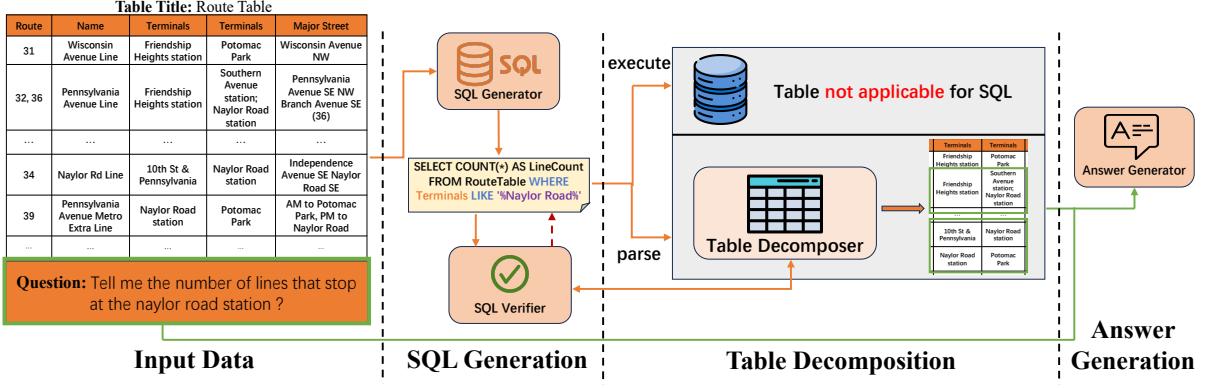 Table Title: Route Table
Route Name Terminals Terminals Major Street
31 Wisconsin Avenue Line Friendship Heights station Potomac Park Wisconsin Avenue NW
32, 36 Pennsylvania Avenue Line Friendship Heights station Southern Avenue station; Naylor Road station Pennsylvania Avenue SE NW Branch Avenue SE (36)
... ... ... ... ...
34 Naylor Rd Line 10th St & Pennsylvania Naylor Road station Independence Avenue SE Naylor Road SE
39 Pennsylvania Avenue Metro Extra Line Naylor Road station Potomac Park AM to Potomac Park, PM to Naylor Road
... ... ... ... ...
Question: Tell me the number of lines that stop
at the naylor road station ?
Input Data
SQL
SQL Generator
SELECT COUNT(*) AS LineCount
FROM RouteTable WHERE
Terminals LIKE '%Naylor Road%'
SQL Verifier
SQL Generation
execute
parse
Table not applicable for SQL
Table Decomposer
Terminals Terminals
Friendship Heights station Potomac Park
Friendship Heights station Southern Avenue station; Naylor Road station
... ...
10th St & Pennsylvania Naylor Road station
Naylor Road station Potomac Park
Table Decomposition
A
Answer Generator
Answer
Generation